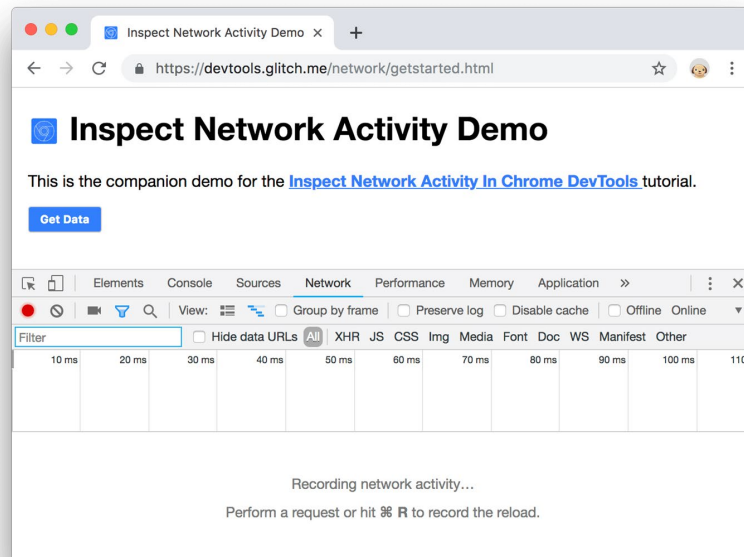 Inspect Network Activity Demo
https://devtools.glitch.me/network/getstarted.html
Inspect Network Activity Demo
This is the companion demo for the Inspect Network Activity In Chrome DevTools tutorial.
Get Data
Elements Console Sources Network Performance Memory Application »
View: Group by frame Preserve log Disable cache Offline Online
Filter Hide data URLs All XHR JS CSS Img Media Font Doc WS Manifest Other
10 ms 20 ms 30 ms 40 ms 50 ms 60 ms 70 ms 80 ms 90 ms 100 ms 110
Recording network activity…
Perform a request or hit ⌘ R to record the reload.